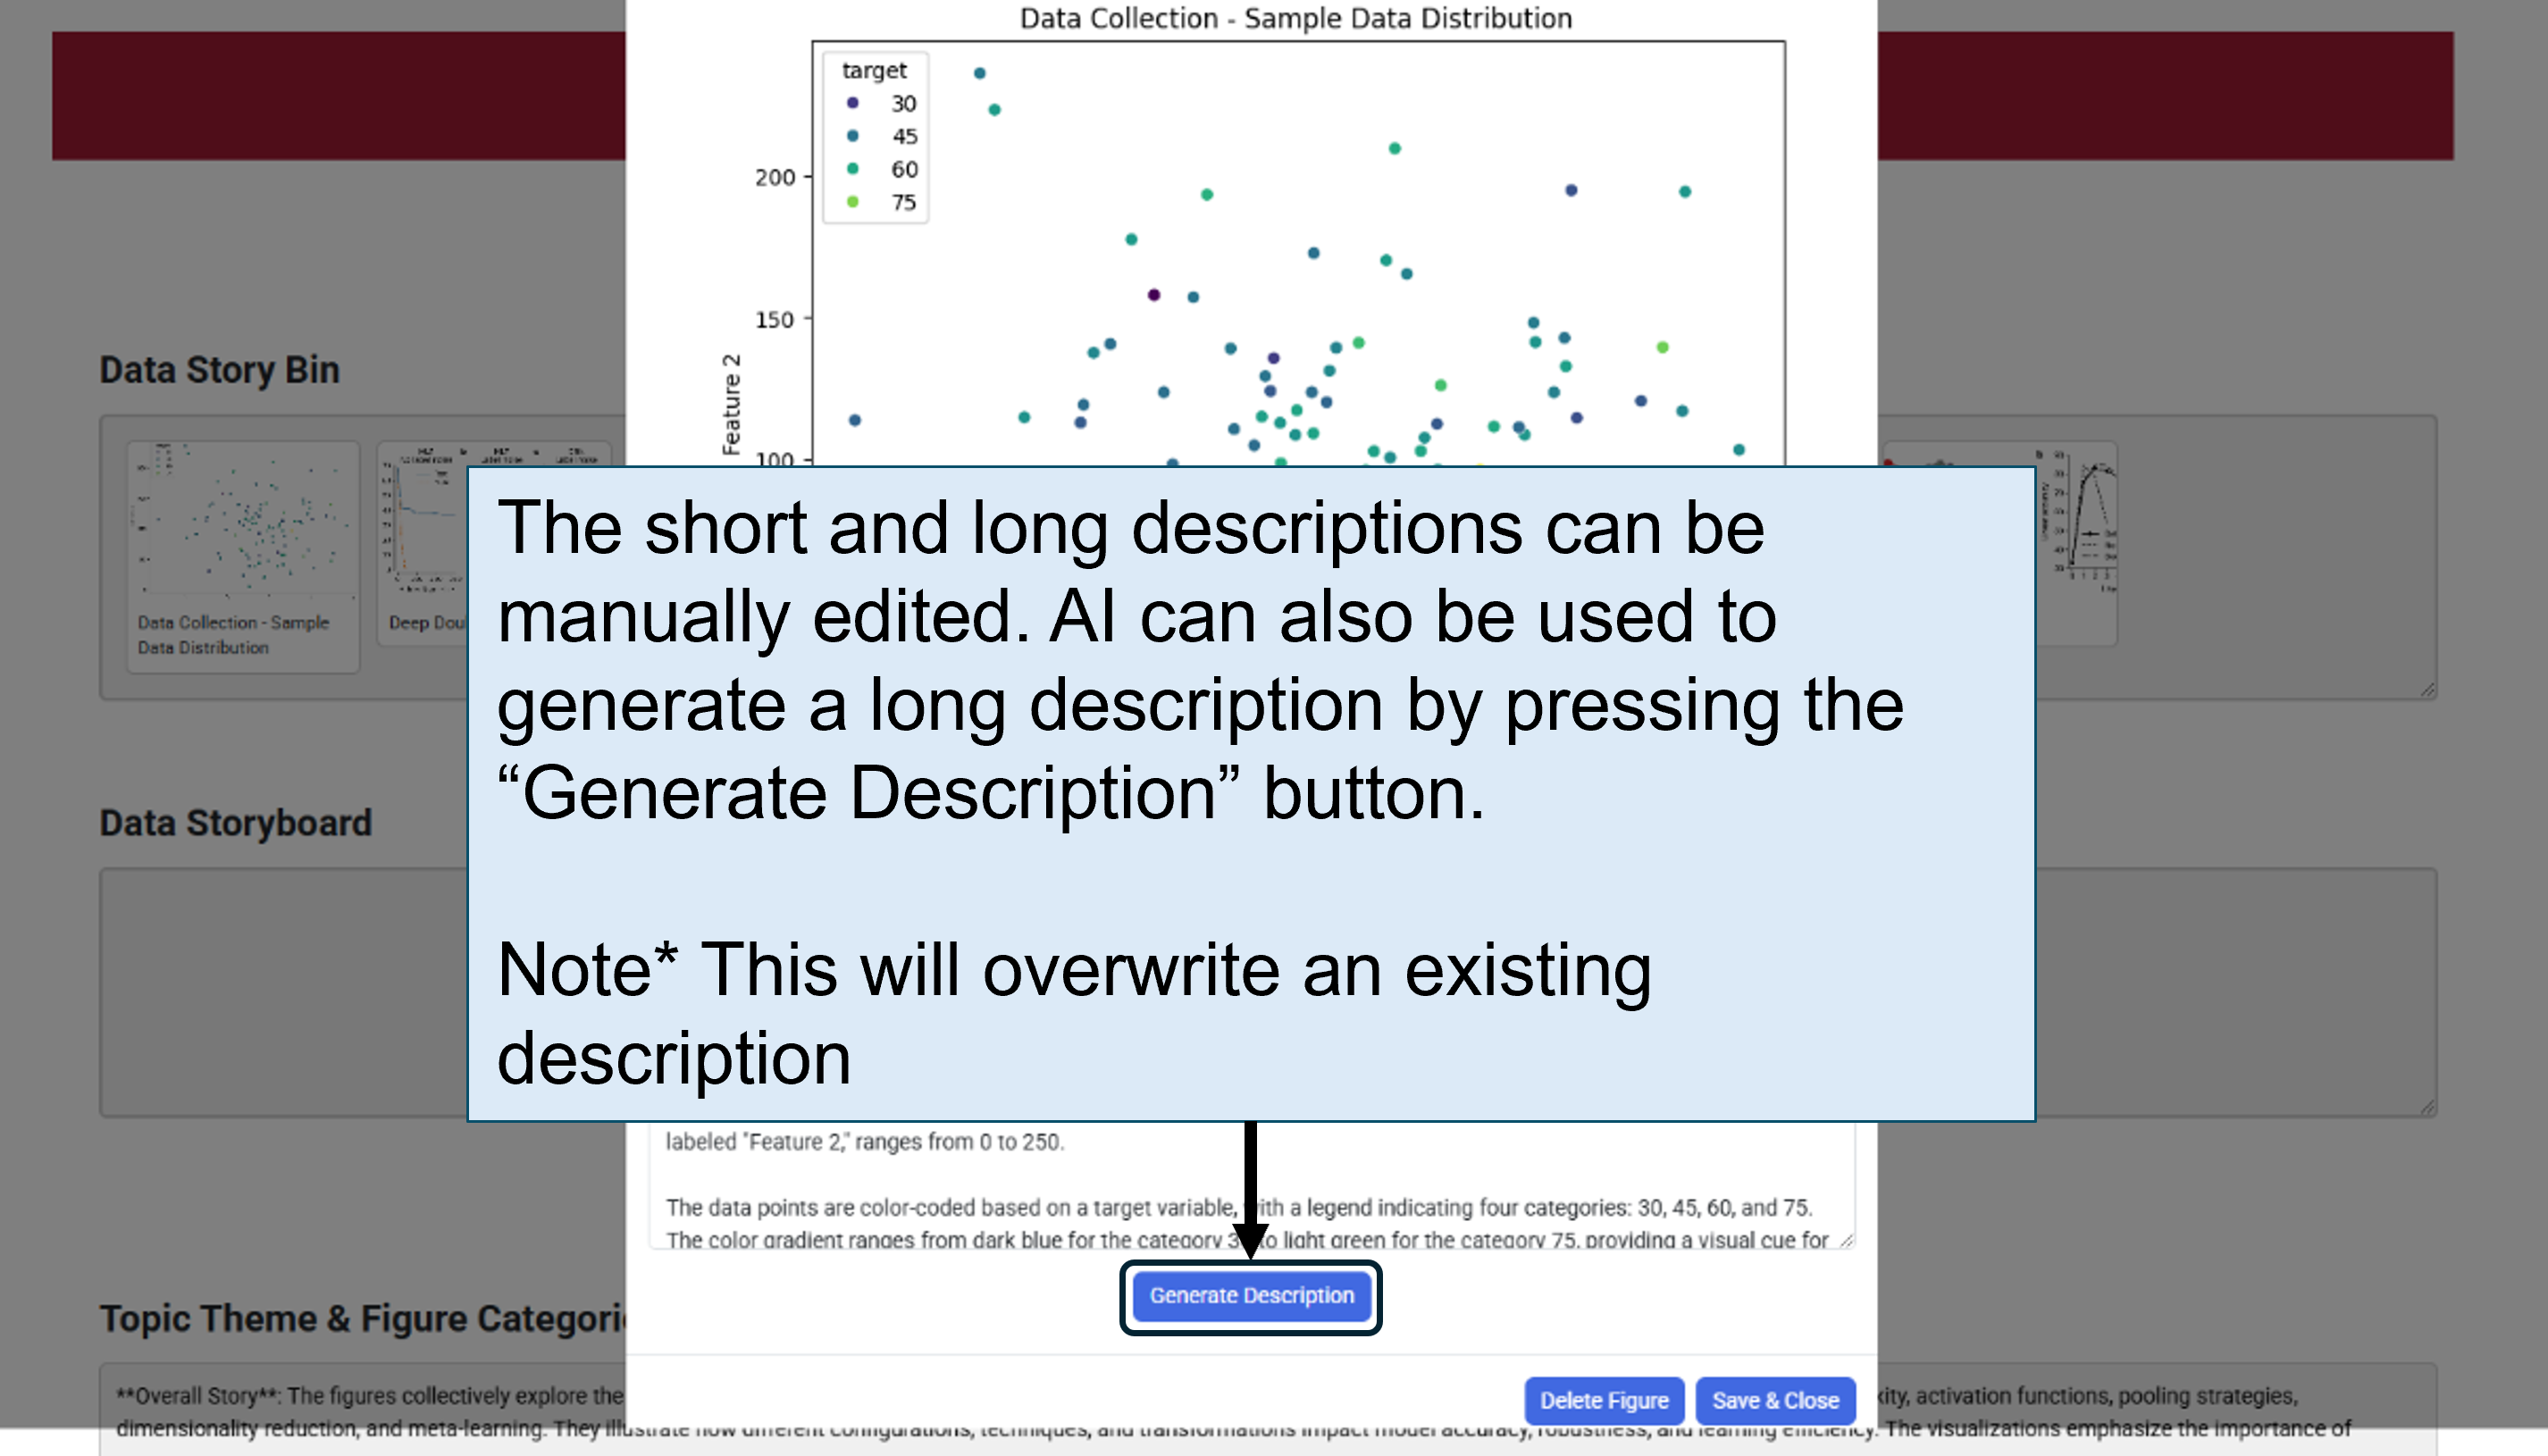 Data Collection - Sample Data Distribution
target
30
45
60
75
200
150
100
Feature 2
Data Story Bin
Data Collection - Sample
Data Distribution
Deep Dou
The short and long descriptions can be
manually edited. AI can also be used to
generate a long description by pressing the
“Generate Description” button.
Note* This will overwrite an existing
description
Data Storyboard
labeled "Feature 2," ranges from 0 to 250.
The data points are color-coded based on a target variable, with a legend indicating four categories: 30, 45, 60, and 75.
The color gradient ranges from dark blue for the category 30 to light green for the category 75, providing a visual cue for
Generate Description
Topic Theme & Figure Categori
Delete Figure
Save & Close
**Overall Story**: The figures collectively explore the
xity, activation functions, pooling strategies,
dimensionality reduction, and meta-learning. They illustrate how different configurations, techniques, and transformations impact model accuracy, robustness, and learning efficiency. The visualizations emphasize the importance of